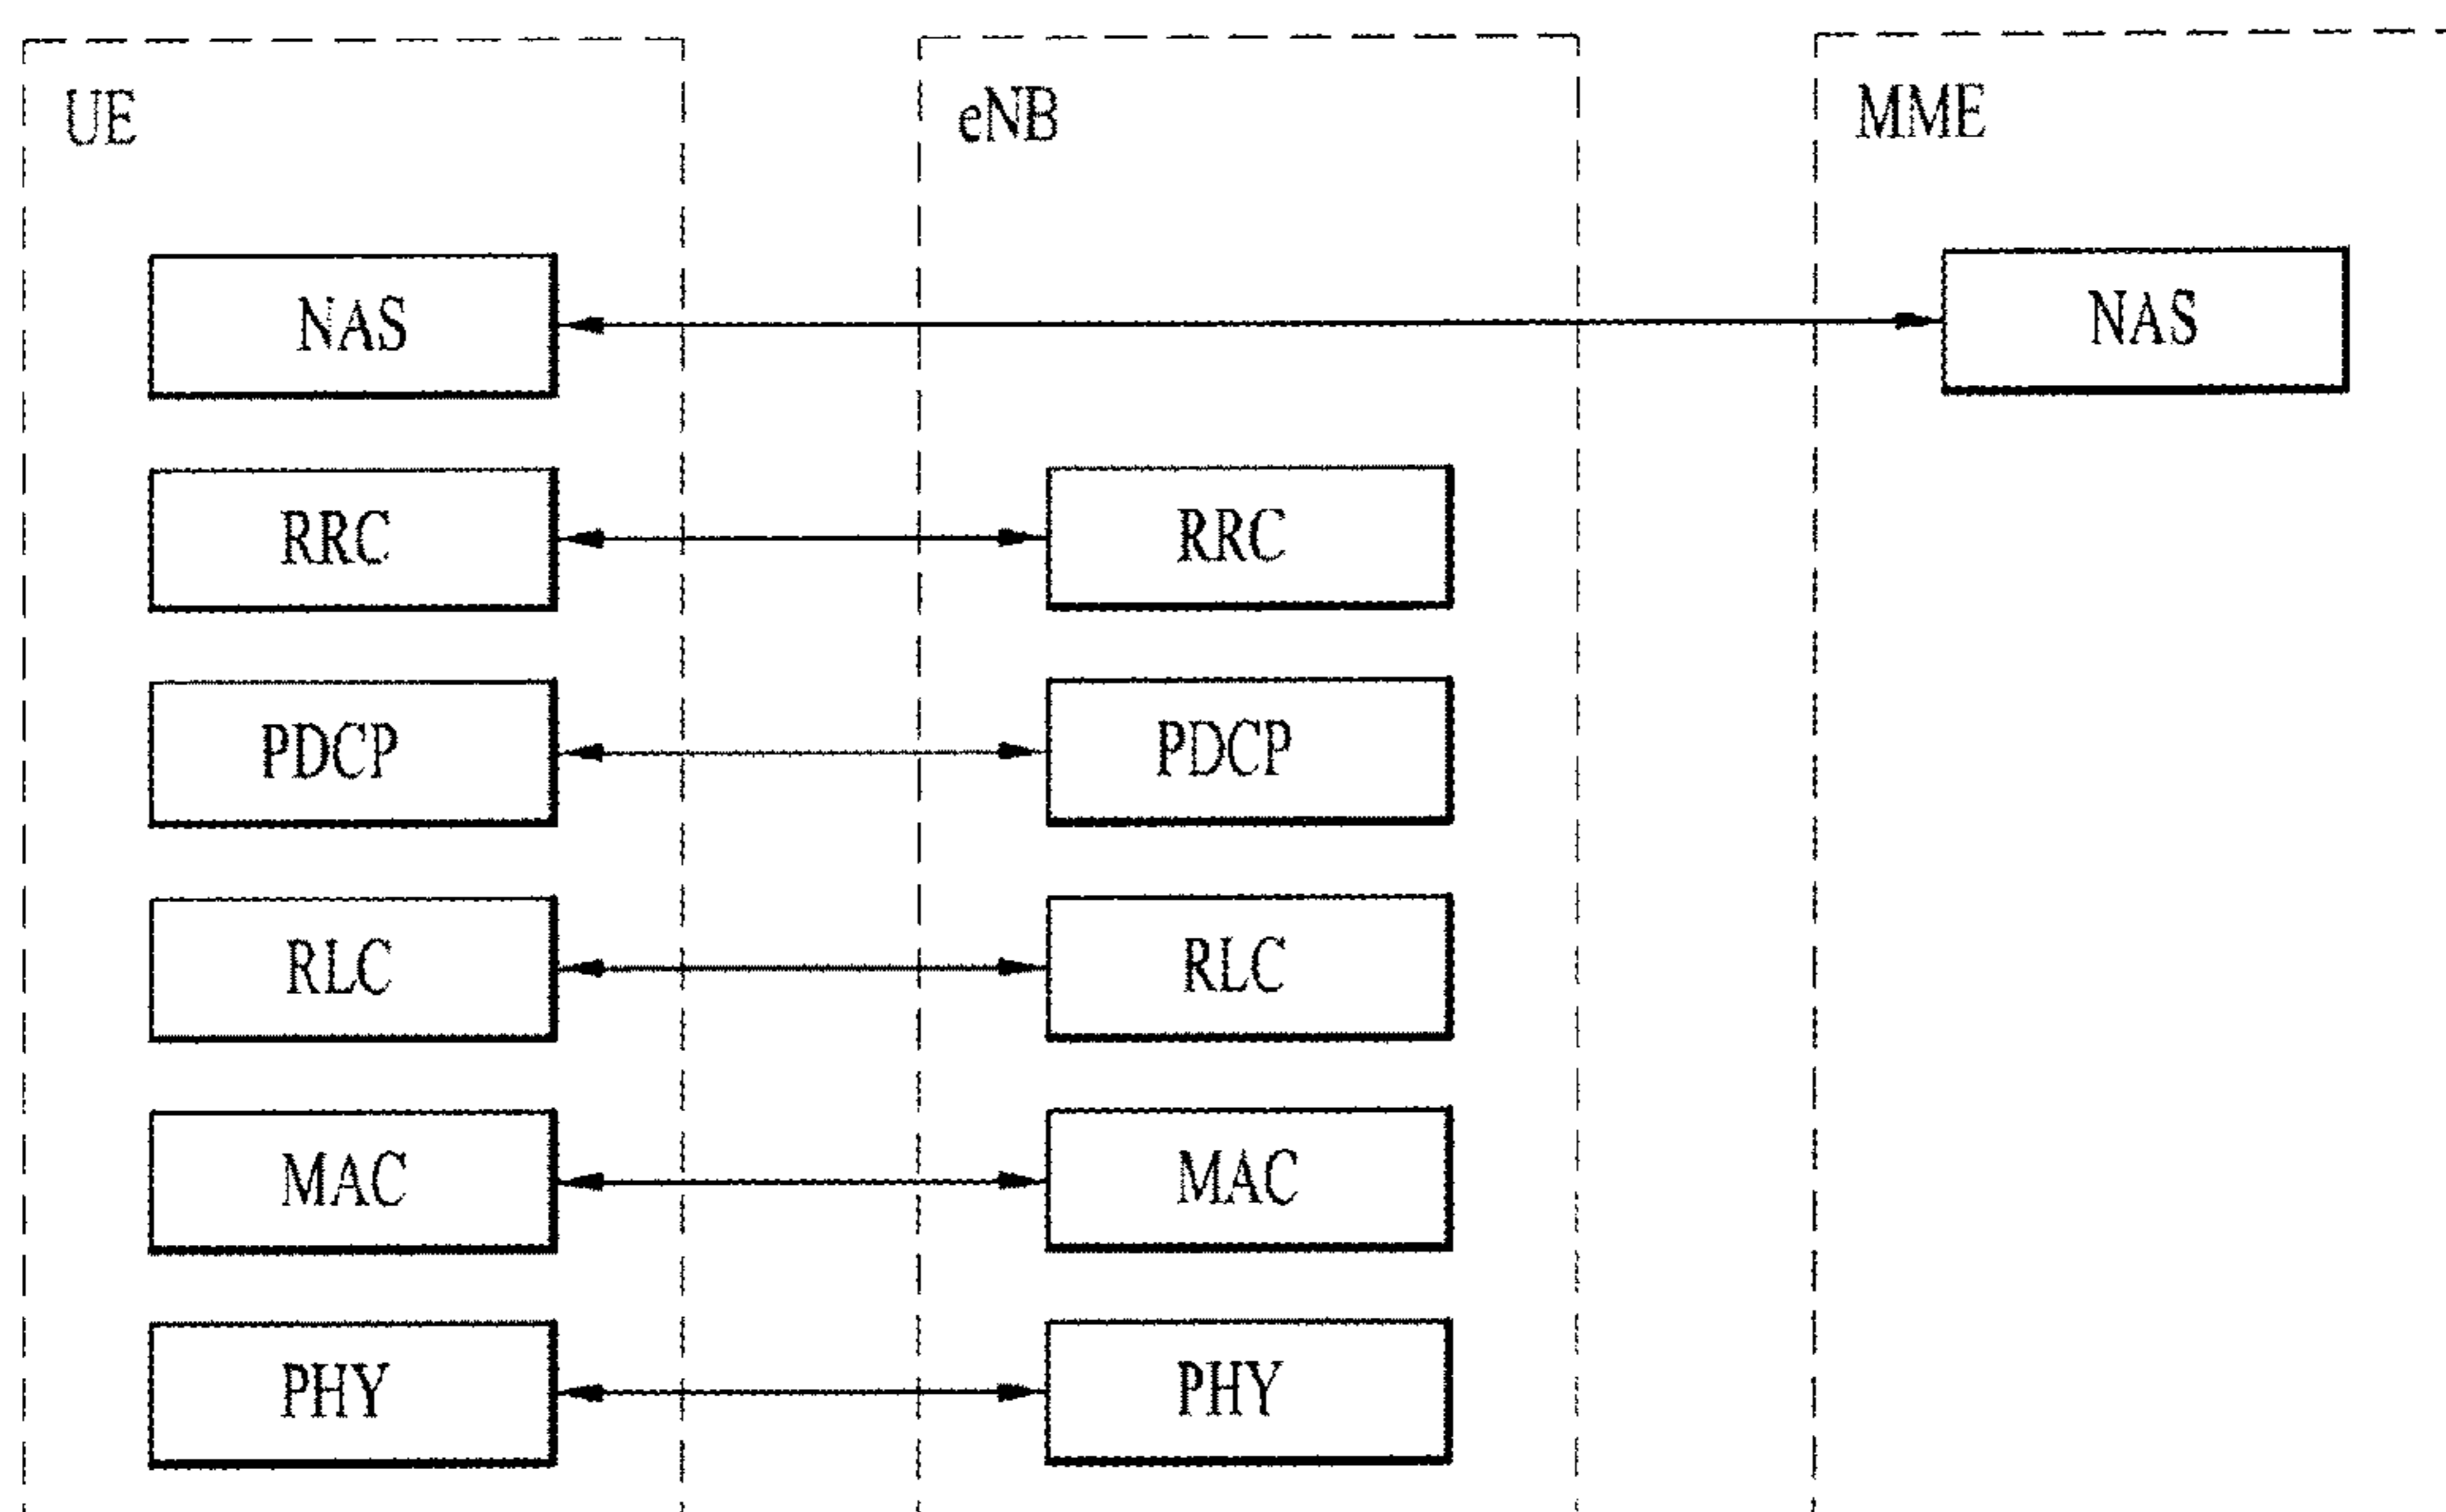 UE eNB MME
NAS NAS
RRC RRC
PDCP PDCP
RLC RLC
MAC MAC
PHY PHY